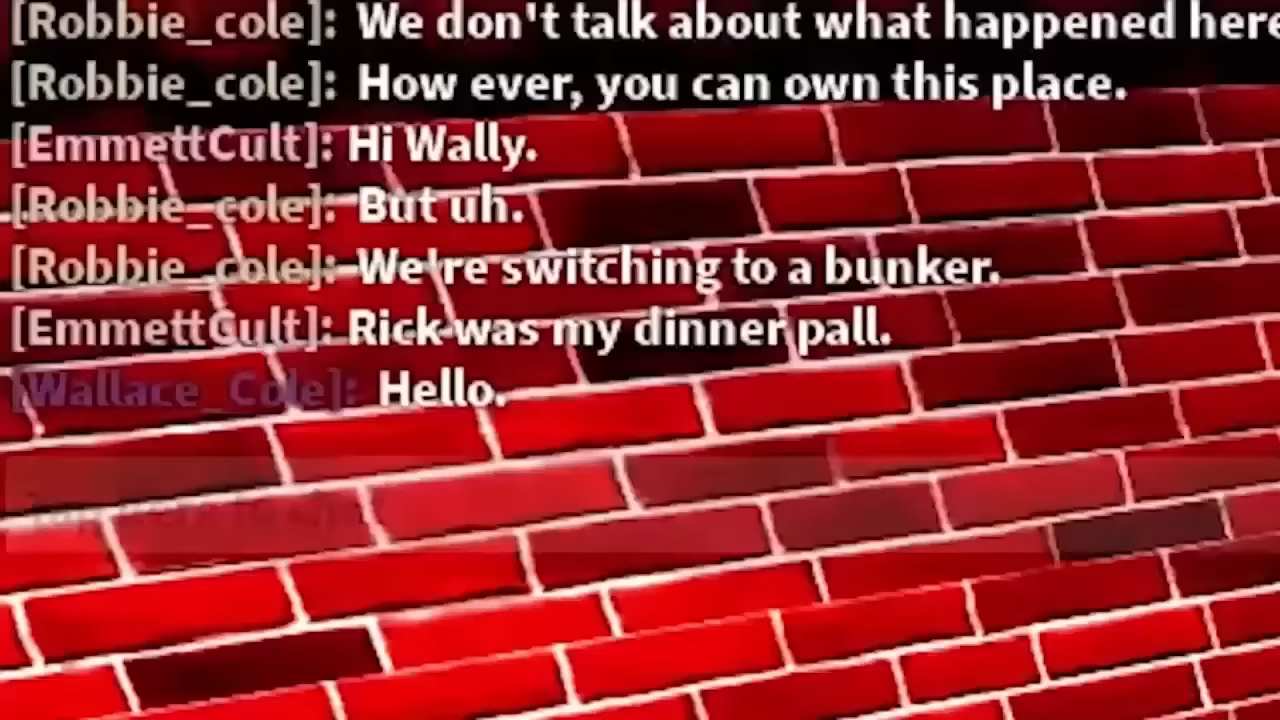 [Robbie_cole]: We don't talk about what happened here
[Robbie_cole]: How ever, you can own this place.
[EmmettCult]: Hi Wally.
[Robbie_cole]: But uh.
[Robbie_cole]: We're switching to a bunker.
[EmmettCult]: Rick was my dinner pall.
[Wallace_Cole]: Hello.